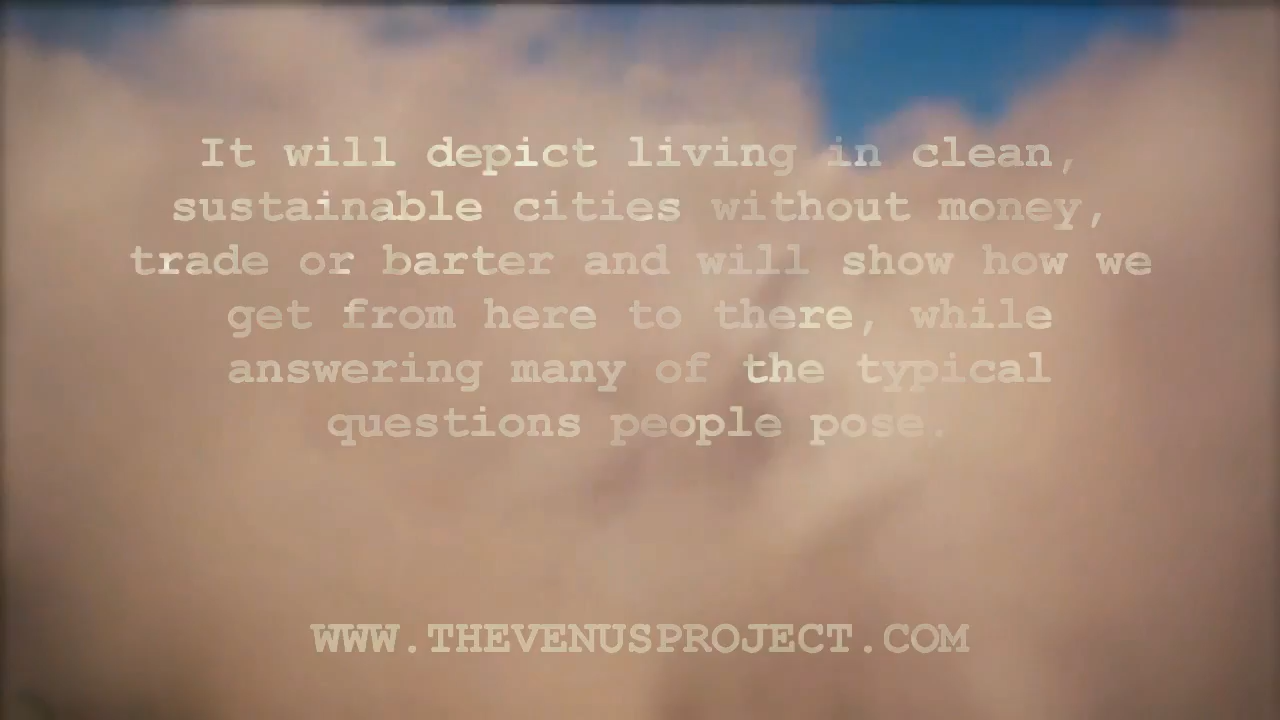 It will depict living in clean,
sustainable cities without money,
trade or barter and will show how we
get from here to there, while
answering many of the typical
questions people pose.
WWW.THEVENUSPROJECT.COM